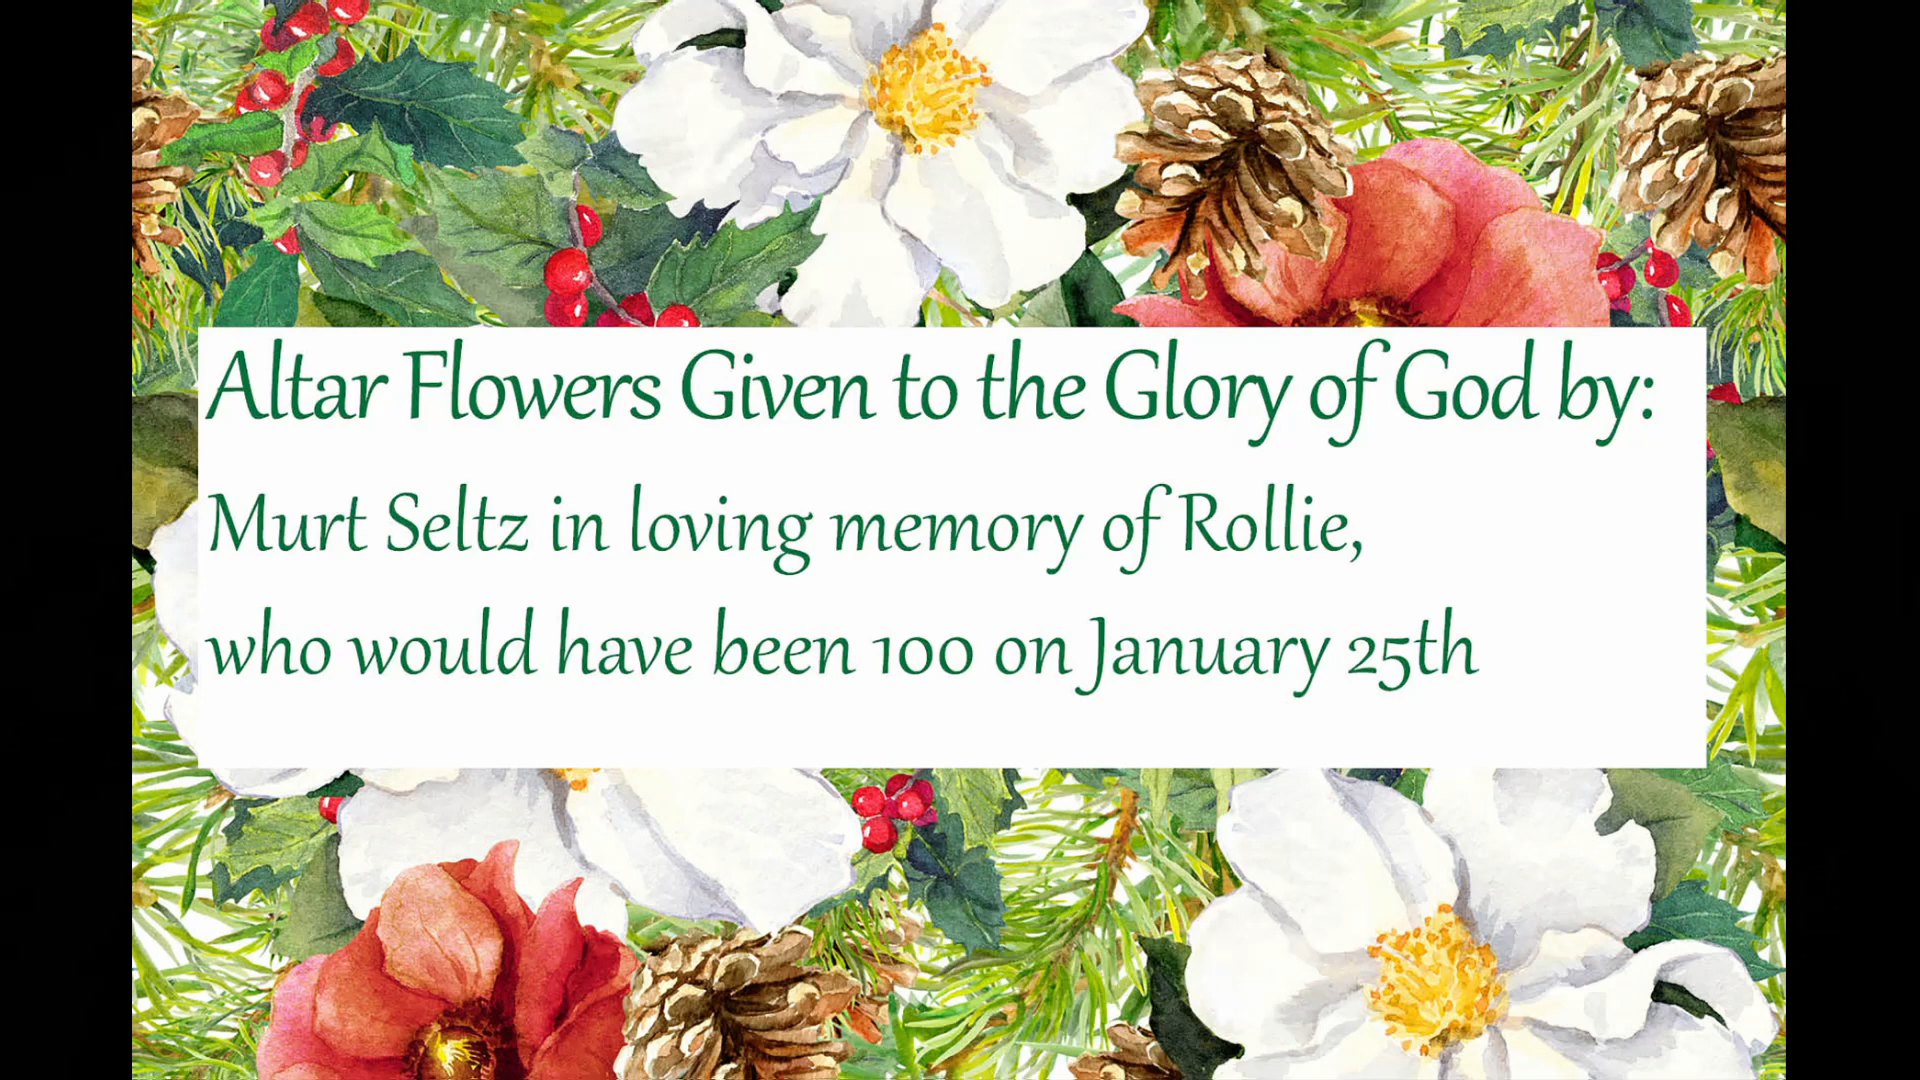 Altar Flowers Given to the Glory of God by:
Murt Seltz in loving memory of Rollie,
who would have been 100 on January 25th